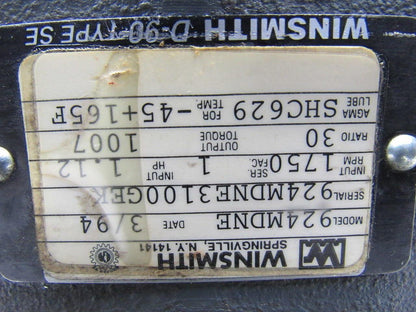 WINSMITH
SPRINGVILLE, N.Y. 14141
MODEL 924MDNE DATE 3/94
SERIAL 924MDNE3100GEK
INPUT RPM 1750 SER. FAC. 1 INPUT HP 1.12
RATIO 30 OUTPUT TORQUE 1007
AGMA LUBE SHC629 FOR TEMP. -45+165F
WINSMITH D-90 TYPE SE